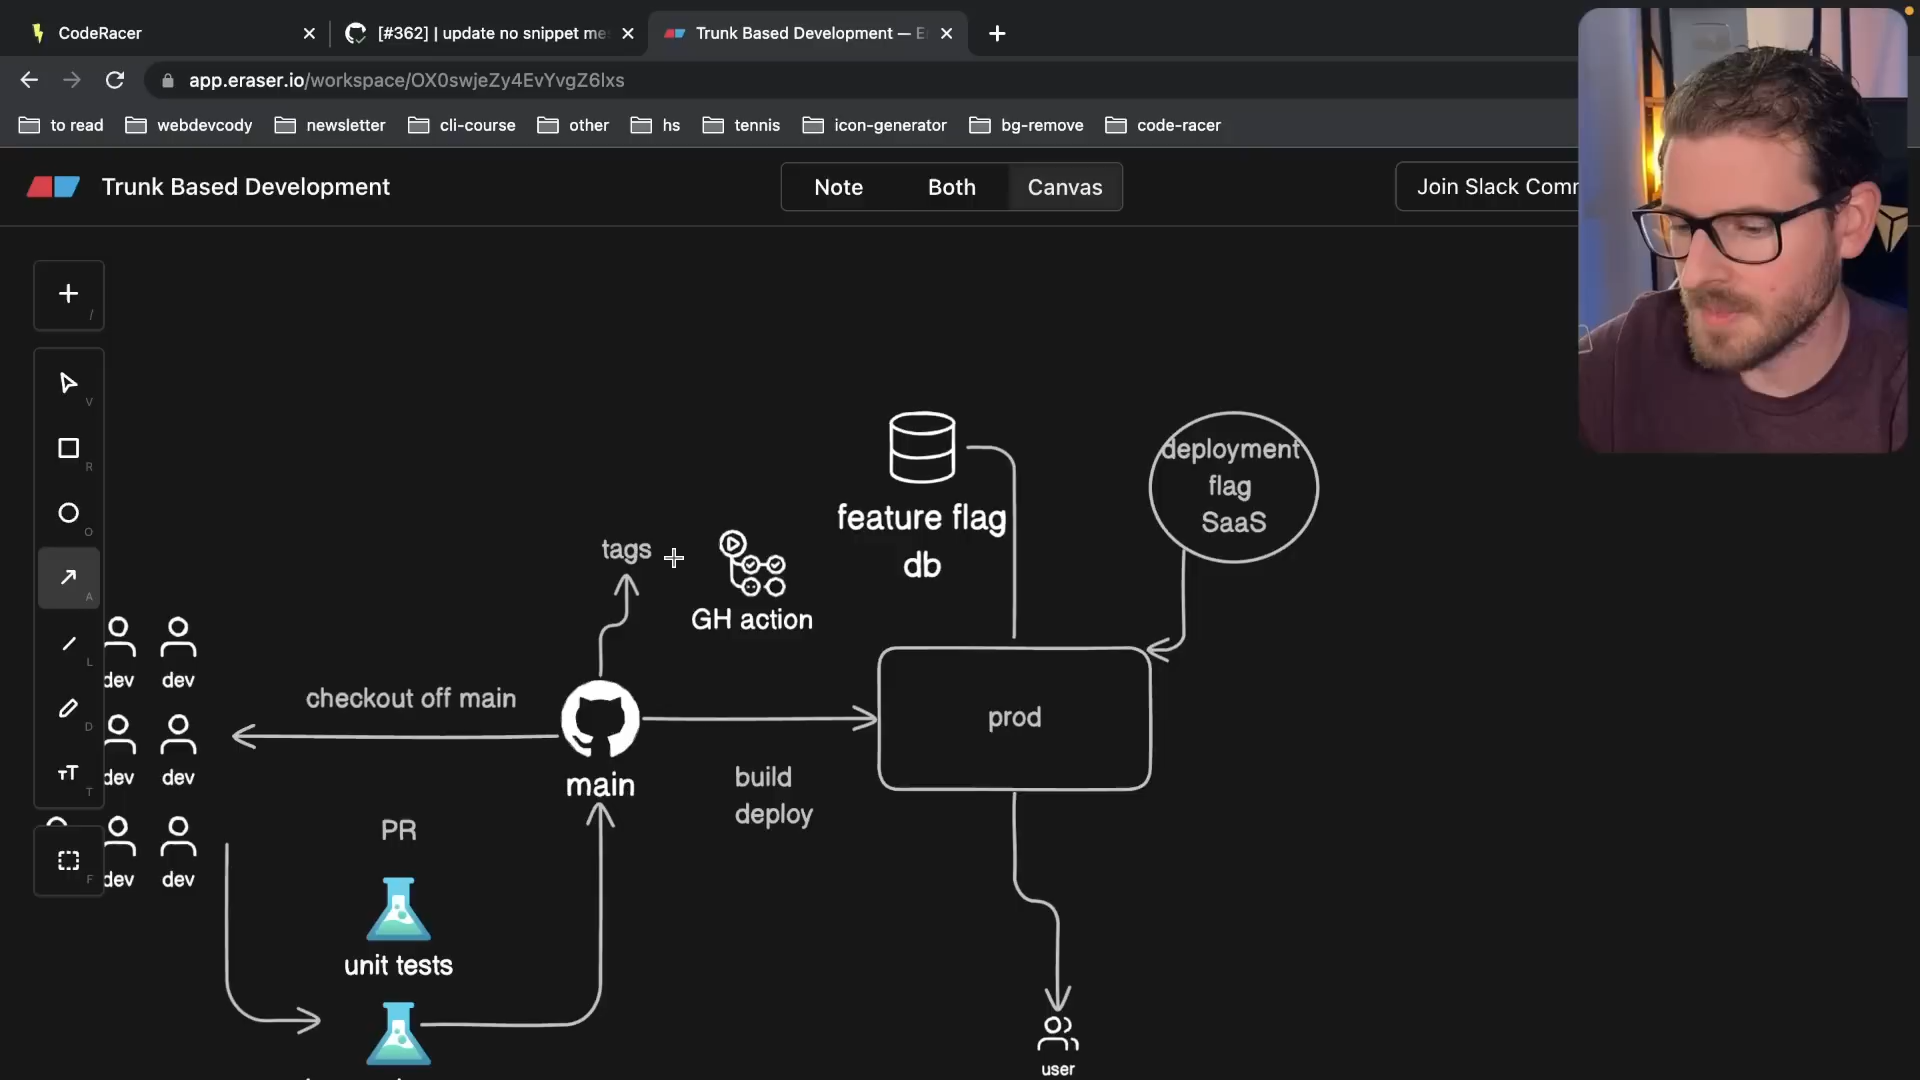 CodeRacer
[#362] | update no snippet me
Trunk Based Development — E
app.eraser.io/workspace/OX0swjeZy4EvYvgZ6lxs
to read
webdevcody
newsletter
cli-course
other
hs
tennis
icon-generator
bg-remove
code-racer
Trunk Based Development
Note
Both
Canvas
Join Slack Comm
/
V
R
O
A
L
D
T
F
deployment
flag
SaaS
feature flag
db
tags
GH action
dev
dev
checkout off main
prod
main
dev
dev
build
deploy
PR
dev
dev
unit tests
user